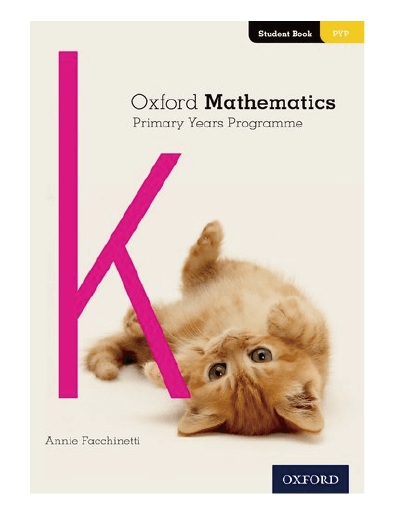 Student Book PYP
Oxford Mathematics
Primary Years Programme
k
Annie Facchinetti
OXFORD